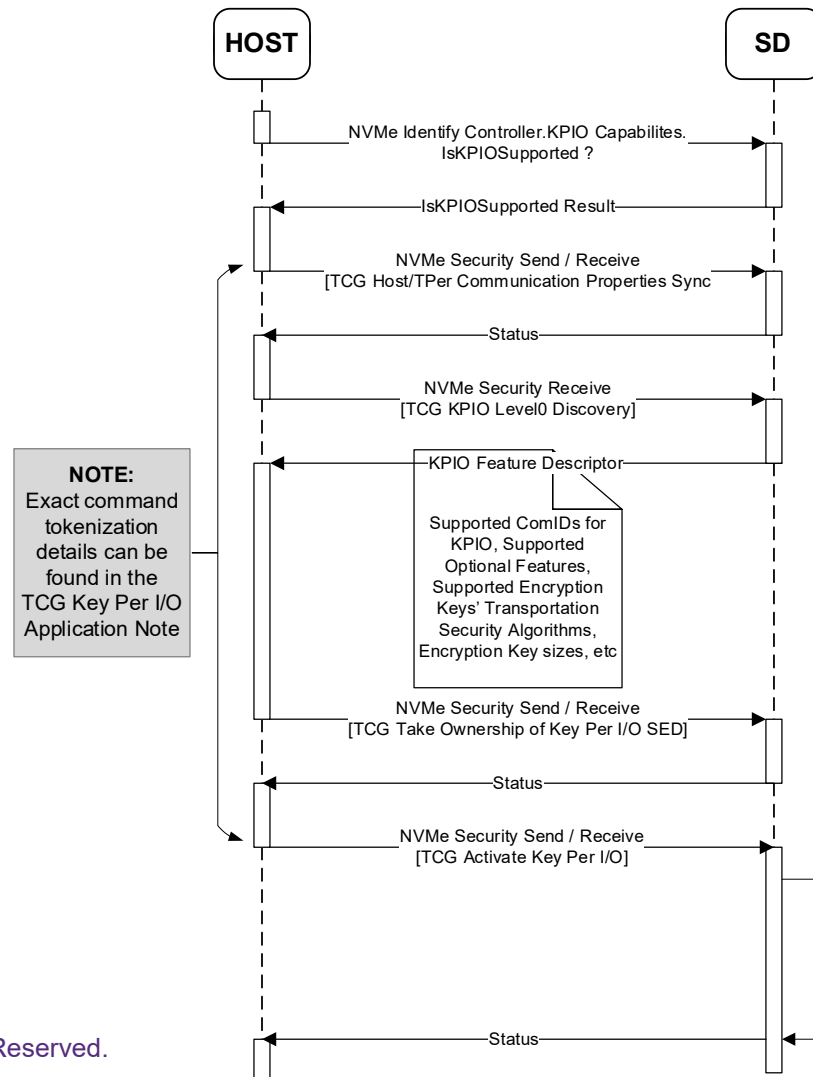 HOST
SD
NVMe Identify Controller.KPIO Capabilites.
IsKPIOSupported ?
IsKPIOSupported Result
NVMe Security Send / Receive
[TCG Host/TPer Communication Properties Sync
Status
NVMe Security Receive
[TCG KPIO Level0 Discovery]
KPIO Feature Descriptor
Supported ComIDs for
KPIO, Supported
Optional Features,
Supported Encryption
Keys’ Transportation
Security Algorithms,
Encryption Key sizes, etc
NOTE:
Exact command
tokenization
details can be
found in the
TCG Key Per I/O
Application Note
NVMe Security Send / Receive
[TCG Take Ownership of Key Per I/O SED]
Status
NVMe Security Send / Receive
[TCG Activate Key Per I/O]
Status
Reserved.